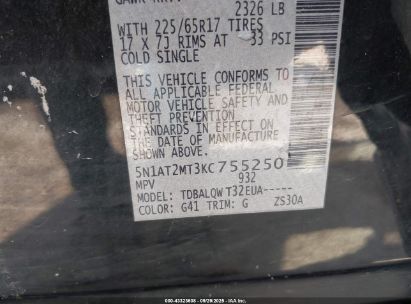 2326 LB
WITH 225/65R17 TIRES
17 X 7J RIMS AT 33 PSI
COLD SINGLE
THIS VEHICLE CONFORMS TO
ALL APPLICABLE FEDERAL
MOTOR VEHICLE SAFETY AND
THEFT PREVENTION
STANDARDS IN EFFECT ON
THE DATE OF MANUFACTURE
SHOWN ABOVE.
5N1AT2MT3KC755250
MPV 932
MODEL: TDBALQWT32EUA-----
COLOR: G41 TRIM: G ZS30A